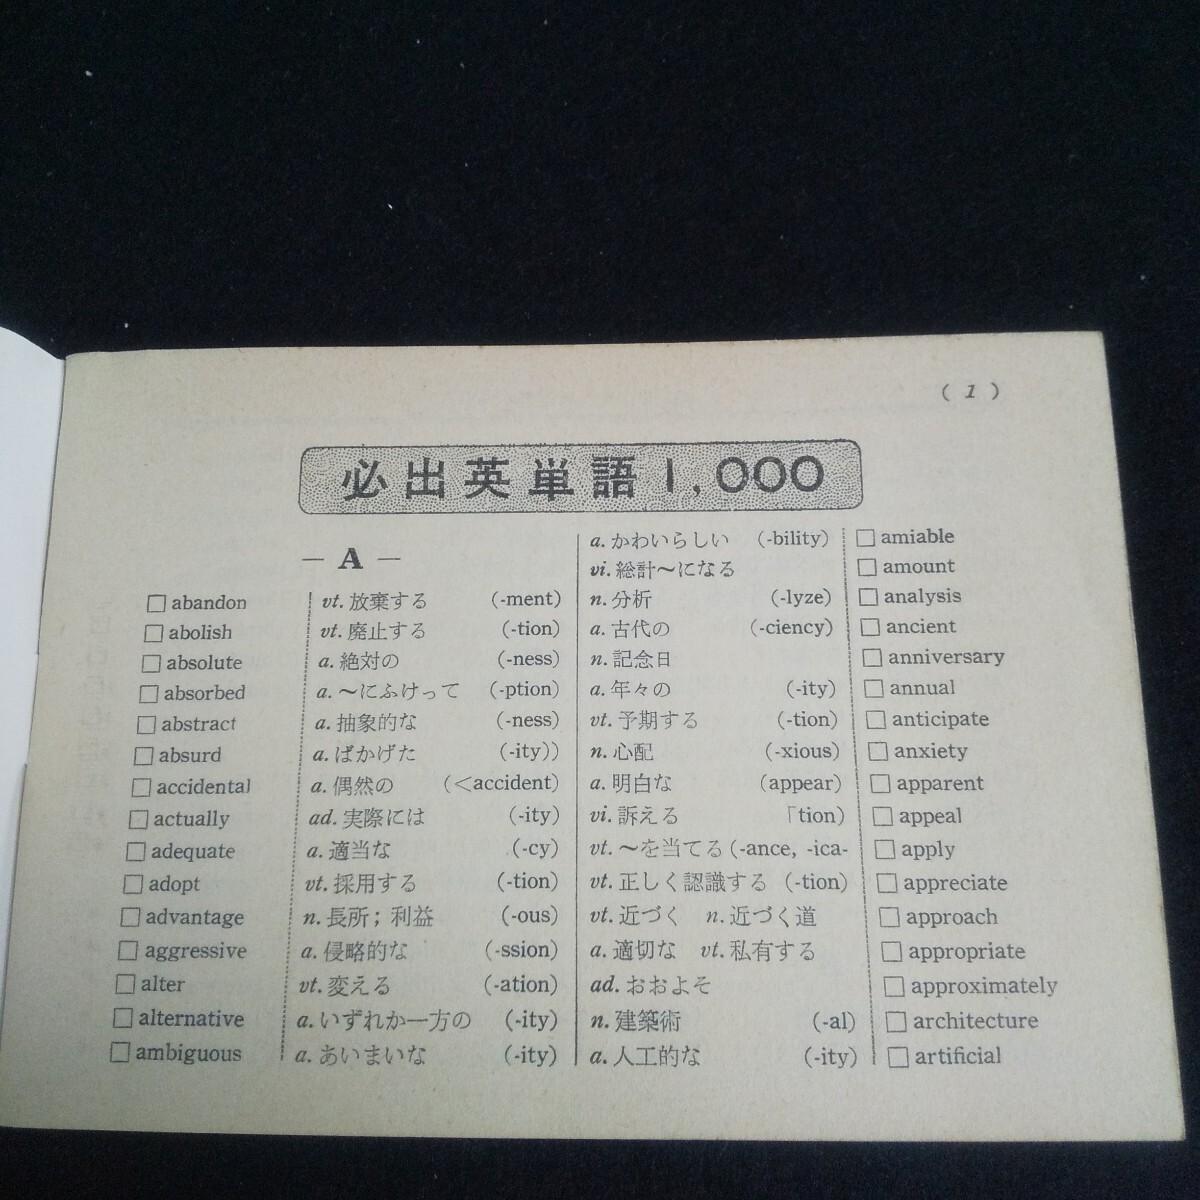 ( 1 )
必出英単語1,000
— A —
□ abandon vt. 放棄する (-ment)
□ abolish vt. 廃止する (-tion)
□ absolute a. 絶対の (-ness)
□ absorbed a. 〜にふけって (-ption)
□ abstract a. 抽象的な (-ness)
□ absurd a. ばかげた (-ity))
□ accidental a. 偶然の (<accident)
□ actually ad. 実際には (-ity)
□ adequate a. 適当な (-cy)
□ adopt vt. 採用する (-tion)
□ advantage n. 長所; 利益 (-ous)
□ aggressive a. 侵略的な (-ssion)
□ alter vt. 変える (-ation)
□ alternative a. いずれか一方の (-ity)
□ ambiguous a. あいまいな (-ity)
a. かわいらしい (-bility) □ amiable
vi. 総計〜になる □ amount
n. 分析 (-lyze) □ analysis
a. 古代の (-ciency) □ ancient
n. 記念日 □ anniversary
a. 年々の (-ity) □ annual
vt. 予期する (-tion) □ anticipate
n. 心配 (-xious) □ anxiety
a. 明白な (appear) □ apparent
vi. 訴える 「tion) □ appeal
vt. 〜を当てる (-ance, -ica- □ apply
vt. 正しく認識する (-tion) □ appreciate
vt. 近づく n. 近づく道 □ approach
a. 適切な vt. 私有する □ appropriate
ad. おおよそ □ approximately
n. 建築術 (-al) □ architecture
a. 人工的な (-ity) □ artificial